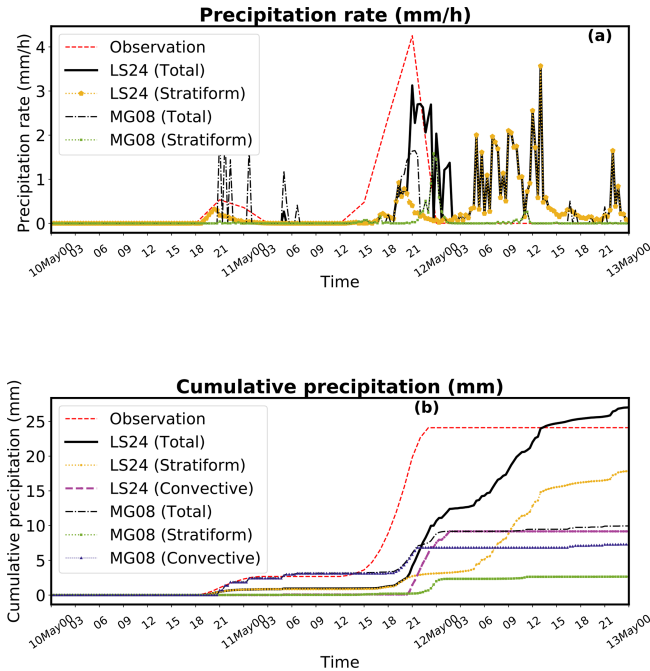 Precipitation rate (mm/h)
(a)
Precipitation rate (mm/h)
4
3
2
1
0
Observation
LS24 (Total)
LS24 (Stratiform)
MG08 (Total)
MG08 (Stratiform)
10May00 03 06 09 12 15 18 21 11May00 03 06 09 12 15 18 21 12May00 03 06 09 12 15 18 21 13May00
Time
Cumulative precipitation (mm)
(b)
Cumulative precipitation (mm)
25
20
15
10
5
0
Observation
LS24 (Total)
LS24 (Stratiform)
LS24 (Convective)
MG08 (Total)
MG08 (Stratiform)
MG08 (Convective)
10May00 03 06 09 12 15 18 21 11May00 03 06 09 12 15 18 21 12May00 03 06 09 12 15 18 21 13May00
Time